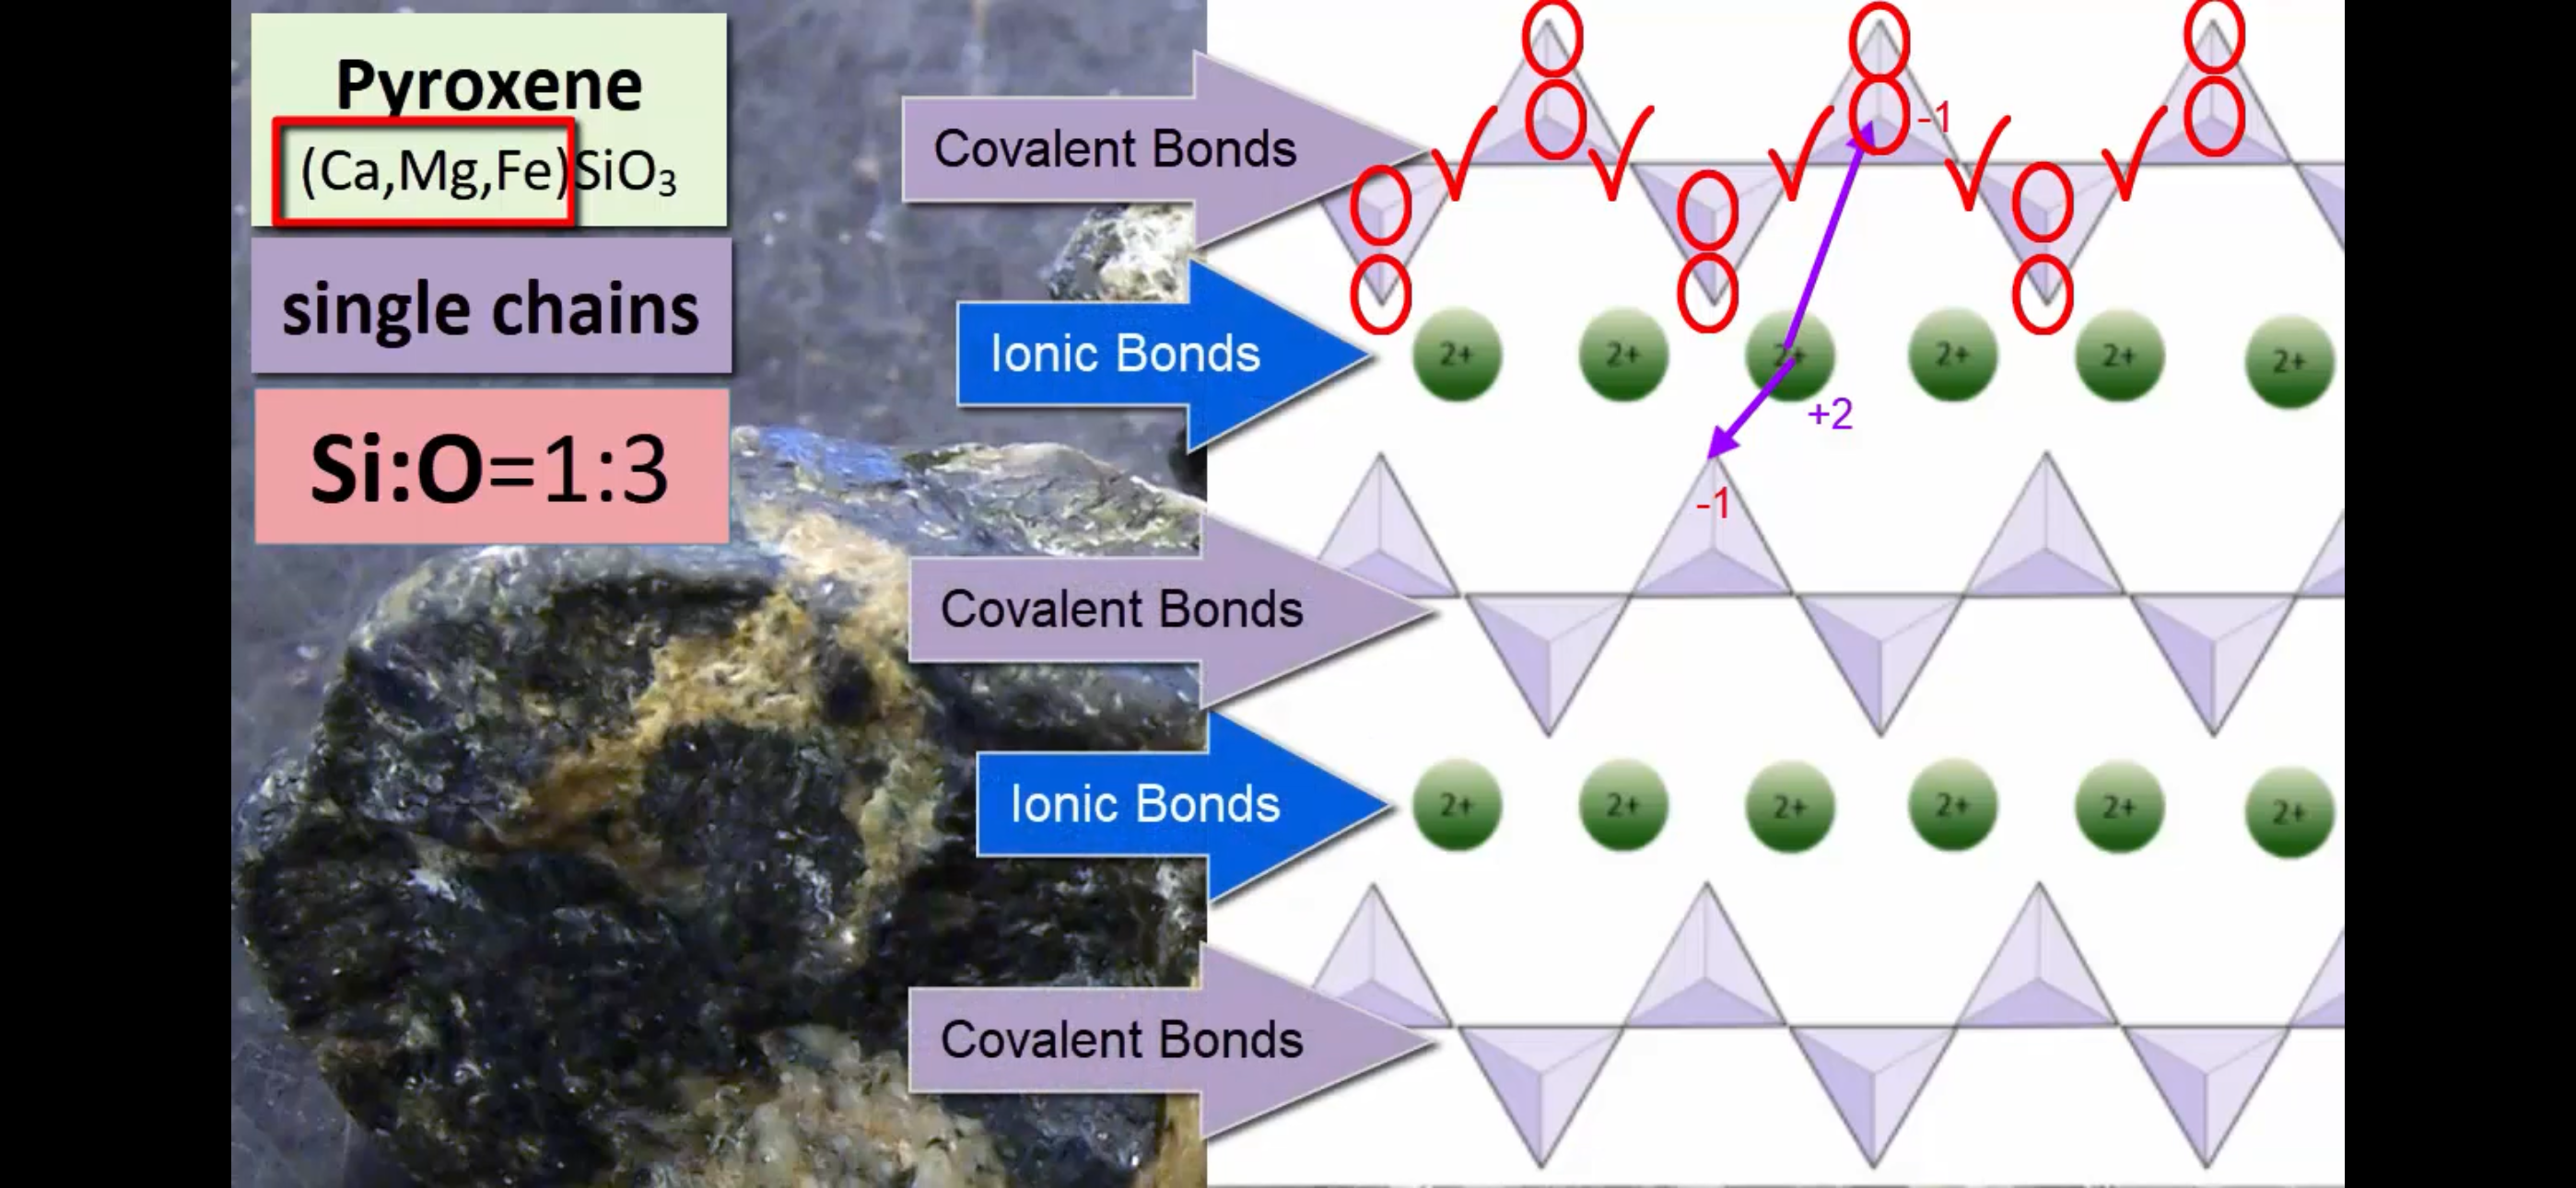 Pyroxene
(Ca,Mg,Fe)SiO₃
single chains
Si:O=1:3
Covalent Bonds
-1
Ionic Bonds
2+ 2+ 2+ 2+ 2+ 2+
+2
-1
Covalent Bonds
Ionic Bonds
2+ 2+ 2+ 2+ 2+ 2+
Covalent Bonds